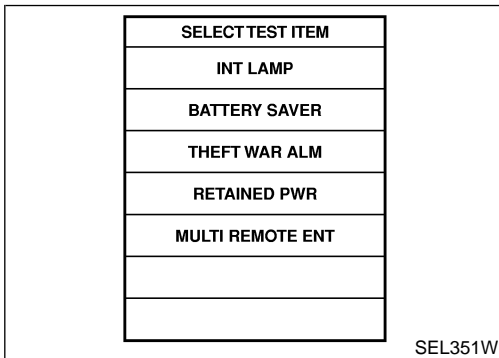 SELECT TEST ITEM
INT LAMP
BATTERY SAVER
THEFT WAR ALM
RETAINED PWR
MULTI REMOTE ENT
SEL351W